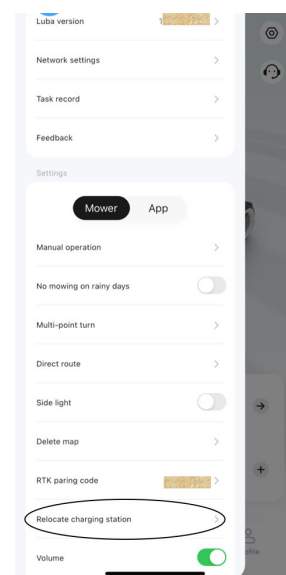 Luba version
Network settings
Task record
Feedback
Settings
Mower App
Manual operation
No mowing on rainy days
Multi-point turn
Direct route
Side light
Delete map
RTK paring code
Relocate charging station
Volume